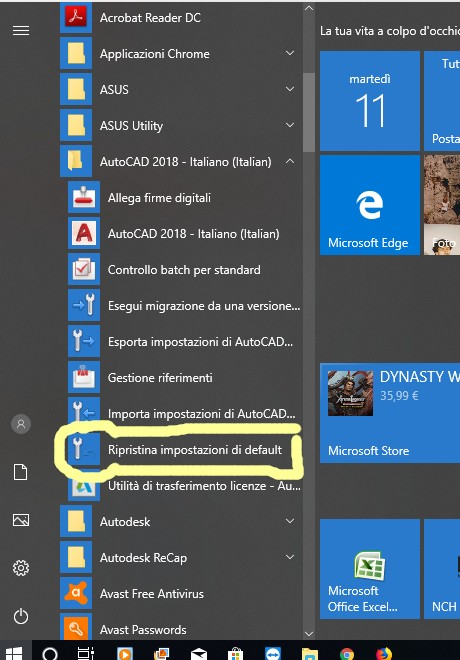 Acrobat Reader DC
Applicazioni Chrome
ASUS
ASUS Utility
AutoCAD 2018 - Italiano (Italian)
Allega firme digitali
AutoCAD 2018 - Italiano (Italian)
Controllo batch per standard
Esegui migrazione da una versione...
Esporta impostazioni di AutoCAD...
Gestione riferimenti
Importa impostazioni di AutoCAD...
Ripristina impostazioni di default
Utilità di trasferimento licenze - Au...
Autodesk
Autodesk ReCap
Avast Free Antivirus
Avast Passwords
La tua vita a colpo d'occhio
martedì
11
Tut
Posta
Microsoft Edge
Foto
DYNASTY W
35,99 €
Microsoft Store
Microsoft
Office Excel...
NCH